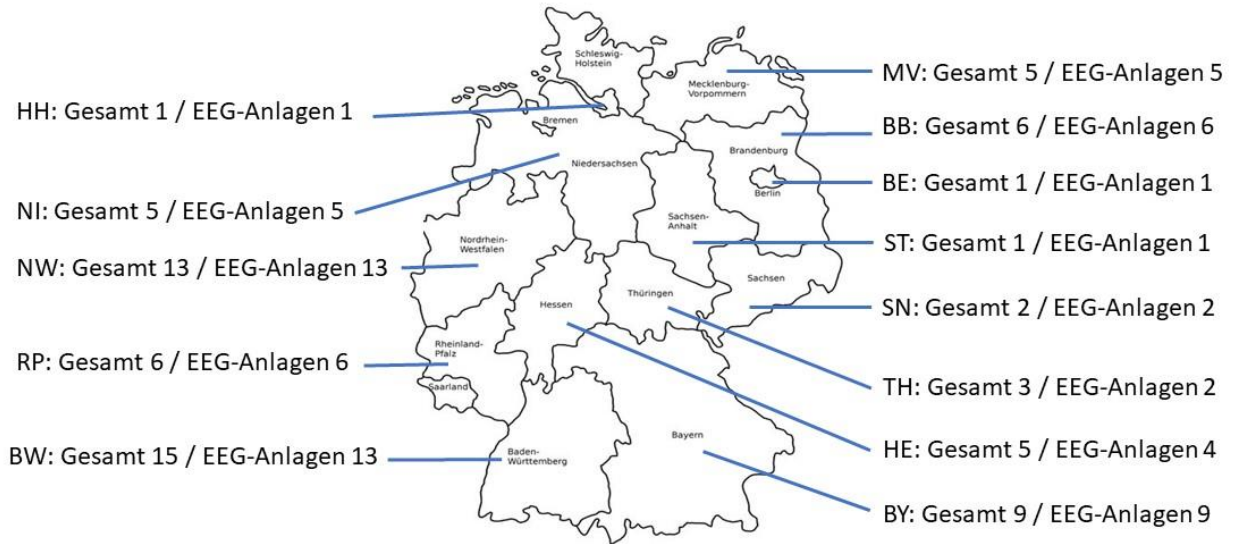 HH: Gesamt 1 / EEG-Anlagen 1
NI: Gesamt 5 / EEG-Anlagen 5
NW: Gesamt 13 / EEG-Anlagen 13
RP: Gesamt 6 / EEG-Anlagen 6
BW: Gesamt 15 / EEG-Anlagen 13
Schleswig-
Holstein
Mecklenburg-
Vorpommern
Bremen
Niedersachsen
Brandenburg
Berlin
Sachsen-
Anhalt
Nordrhein-
Westfalen
Sachsen
Thüringen
Hessen
Rheinland-
Pfalz
Saarland
Bayern
Baden-
Württemberg
MV: Gesamt 5 / EEG-Anlagen 5
BB: Gesamt 6 / EEG-Anlagen 6
BE: Gesamt 1 / EEG-Anlagen 1
ST: Gesamt 1 / EEG-Anlagen 1
SN: Gesamt 2 / EEG-Anlagen 2
TH: Gesamt 3 / EEG-Anlagen 2
HE: Gesamt 5 / EEG-Anlagen 4
BY: Gesamt 9 / EEG-Anlagen 9